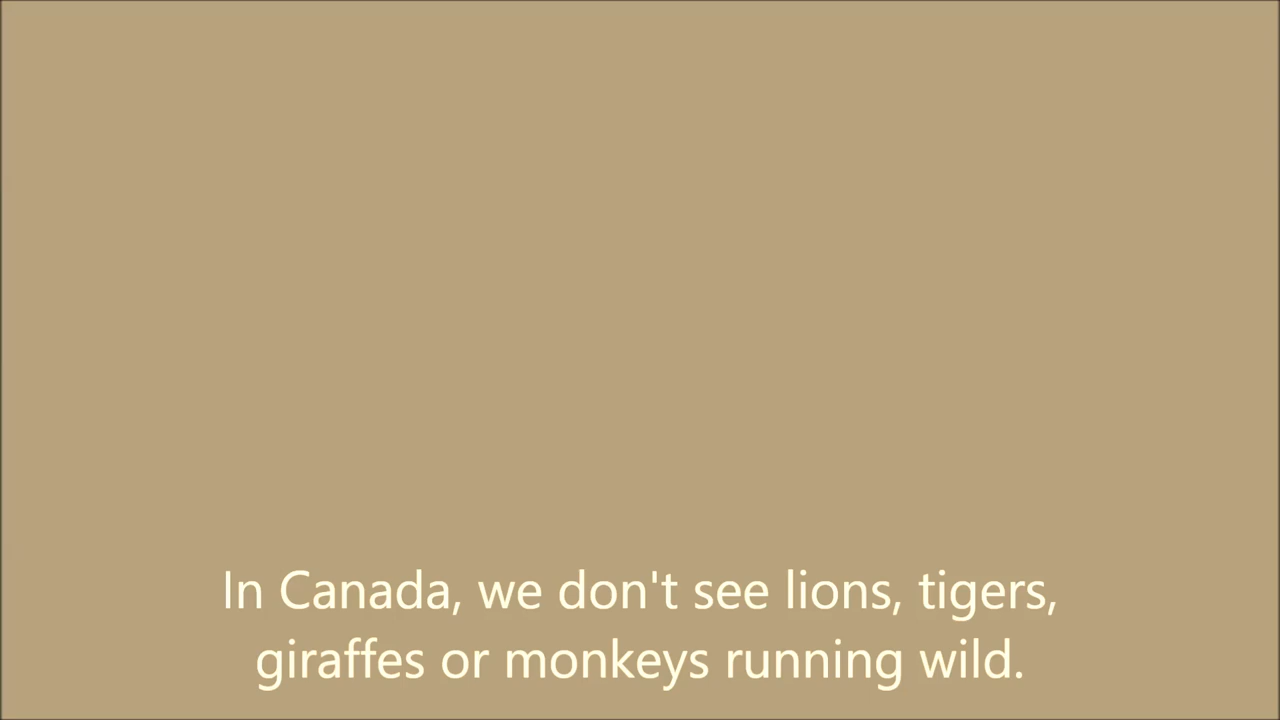 In Canada, we don't see lions, tigers,
giraffes or monkeys running wild.